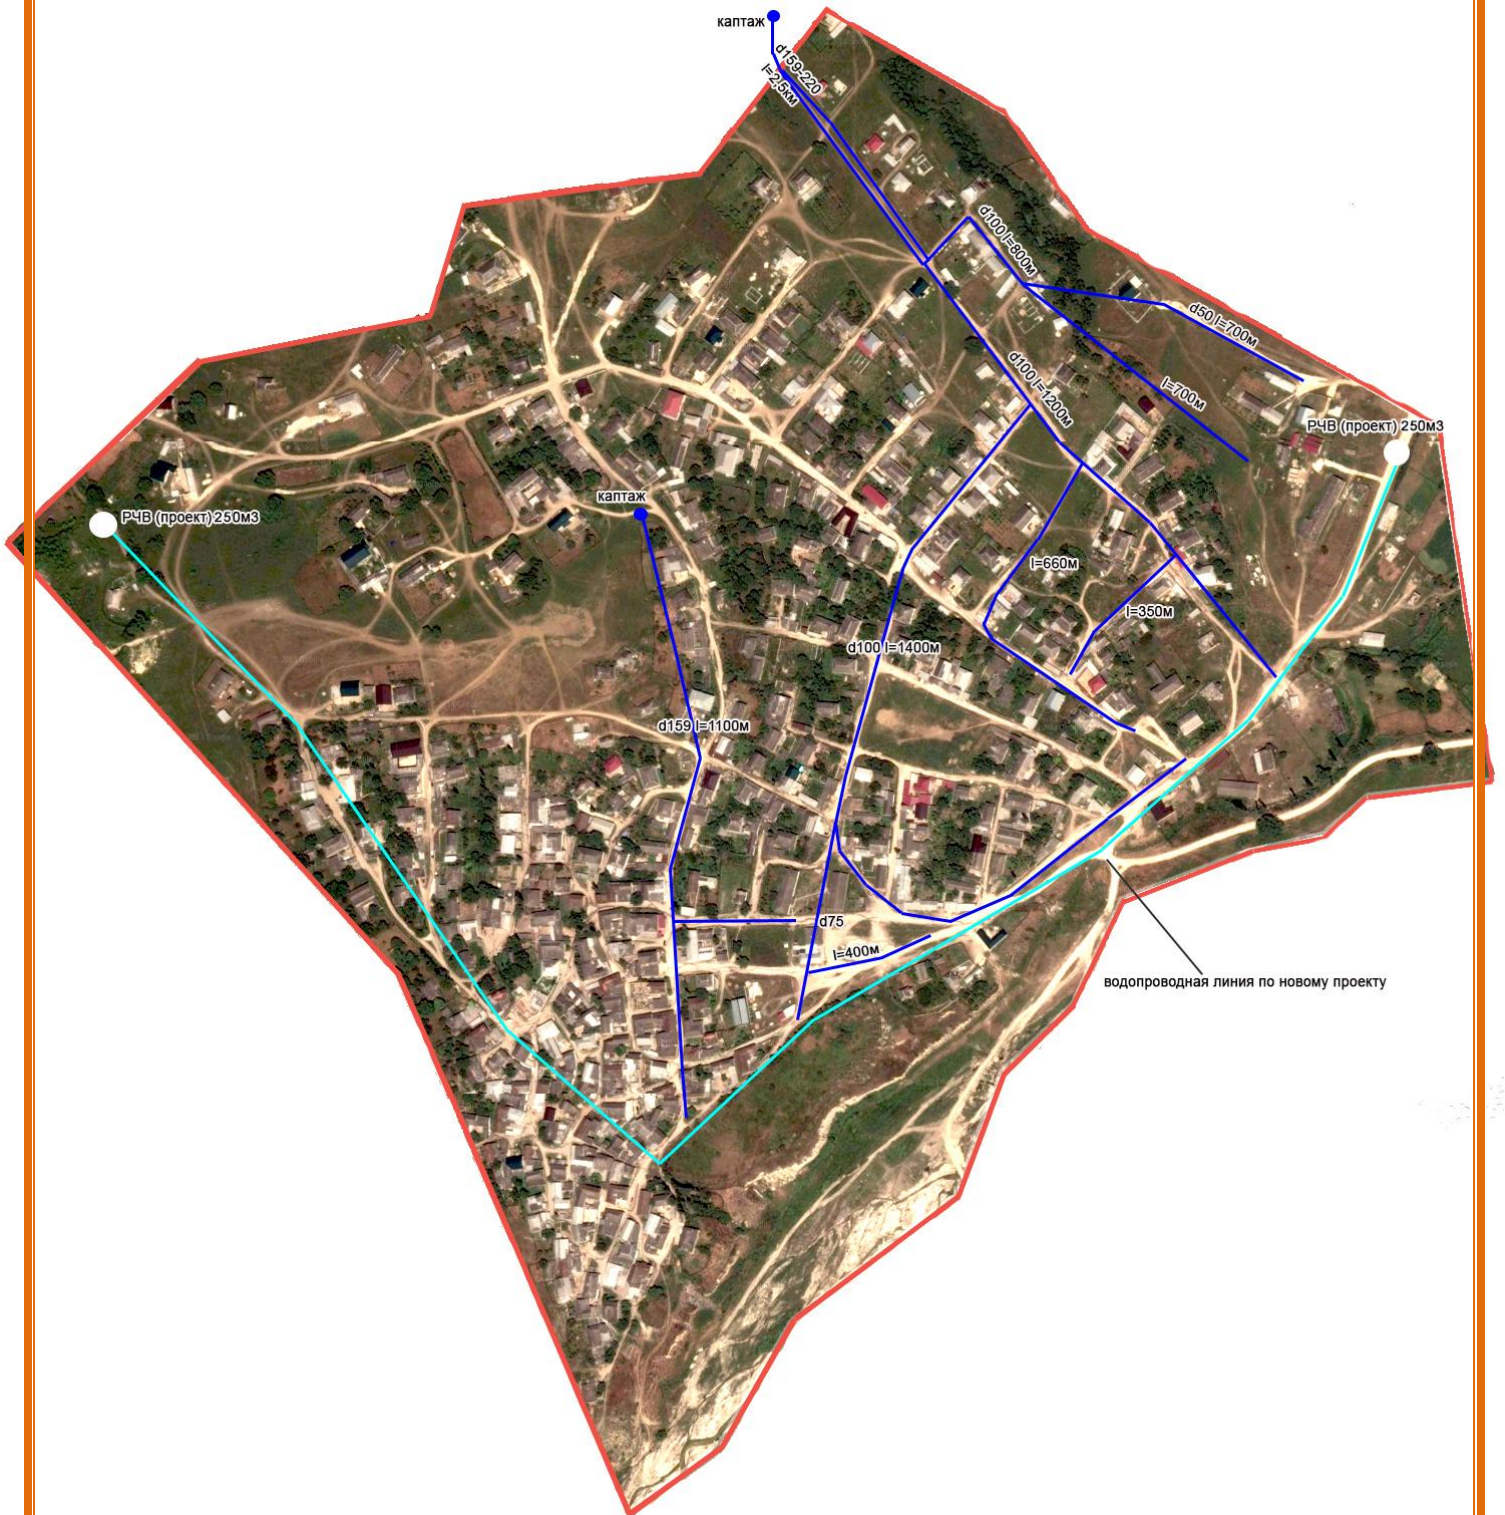 каптаж
d159-220
l=2,5км
d100 l=800м
d50 l=700м
d100 l=1200м
l=700м
РЧВ (проект) 250м3
каптаж
РЧВ (проект) 250м3
l=660м
l=350м
d100 l=1400м
d159 l=1100м
d75
l=400м
водопроводная линия по новому проекту